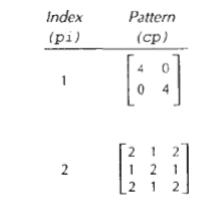 Index Pattern
(pi) (cp)
4 0
1
0 4
2 1 2
2 1 2 1
2 1 2